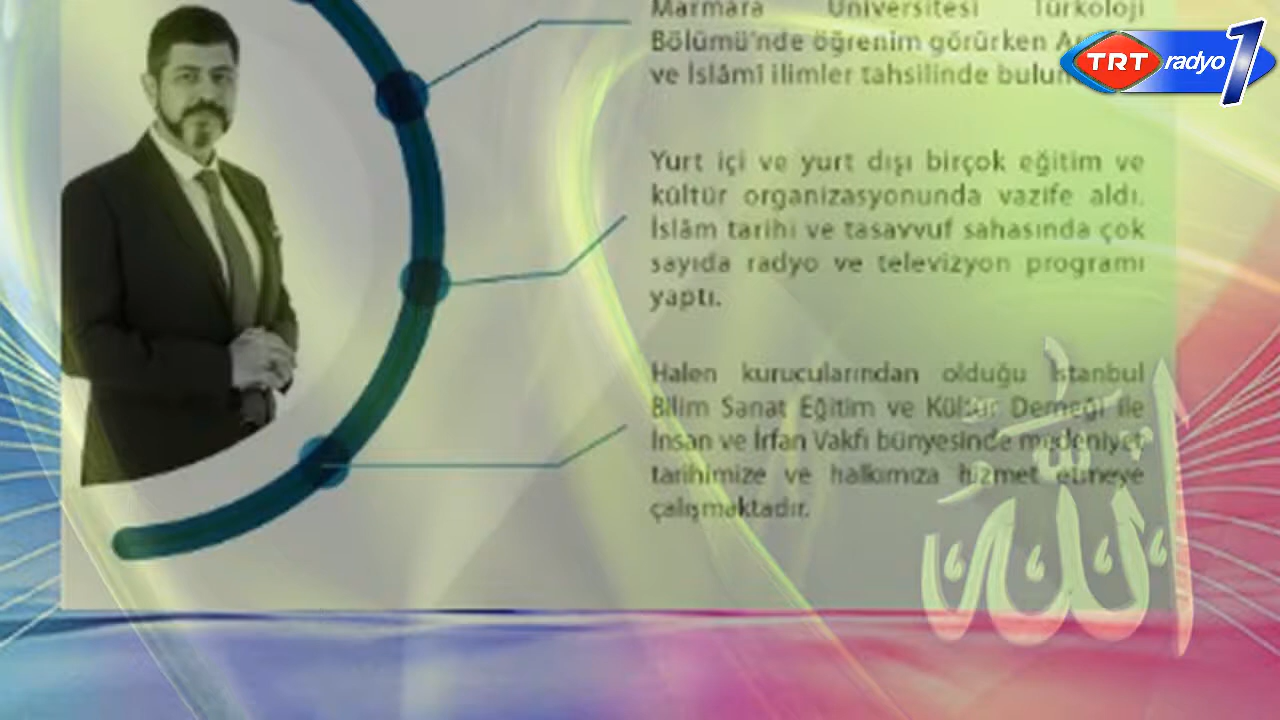 Marmara Üniversitesi Türkoloji
Bölümü'nde öğrenim görürken
ve İslâmî ilimler tahsilinde
Yurt içi ve yurt dışı birçok eğitim ve
kültür organizasyonunda vazife aldı.
İslâm tarihi ve tasavvuf sahasında çok
sayıda radyo ve televizyon programı
yaptı.
Halen kurucularından olduğu İstanbul
Bilim Sanat Eğitim ve Kültür Derneği ile
İnsan ve İrfan Vakfı bünyesinde medeniyet
tarihimize ve halkımıza hizmet etmeye
çalışmaktadır.
TRT radyo 1
الله